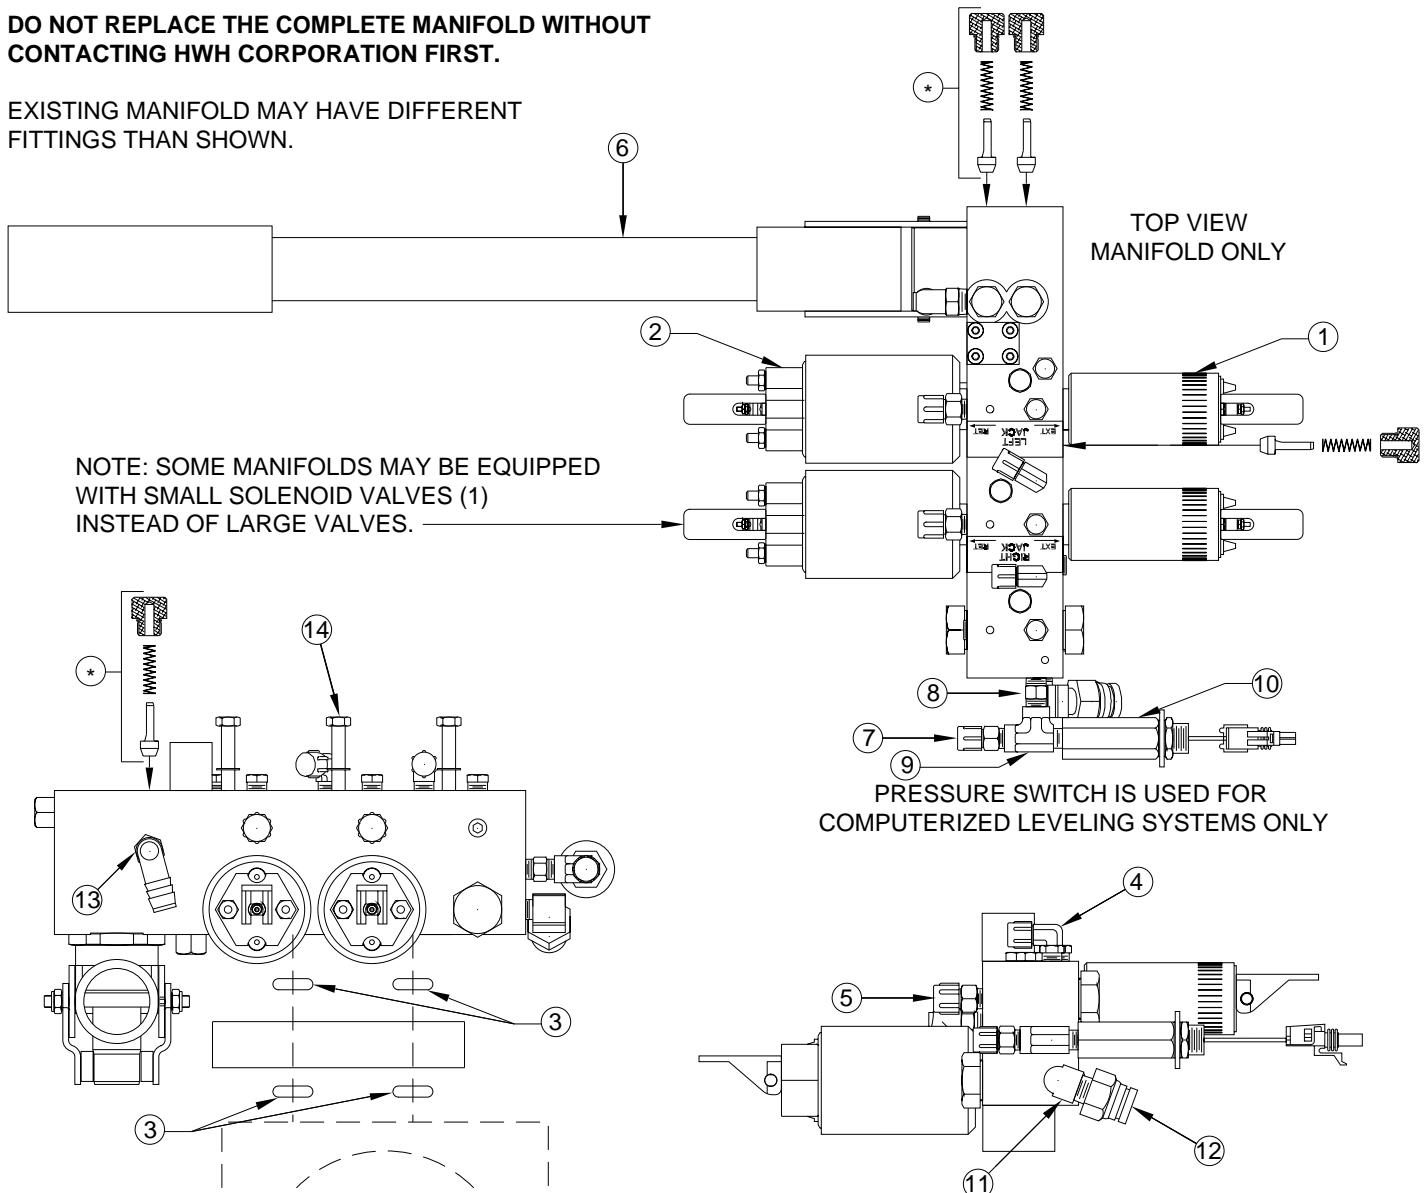 DO NOT REPLACE THE COMPLETE MANIFOLD WITHOUT
CONTACTING HWH CORPORATION FIRST.
EXISTING MANIFOLD MAY HAVE DIFFERENT
FITTINGS THAN SHOWN.
*
6
TOP VIEW
MANIFOLD ONLY
2
1
RET LEFT JACK EXT
NOTE: SOME MANIFOLDS MAY BE EQUIPPED
WITH SMALL SOLENOID VALVES (1)
INSTEAD OF LARGE VALVES.
RET RIGHT JACK EXT
*
14
8
10
7
9
PRESSURE SWITCH IS USED FOR
COMPUTERIZED LEVELING SYSTEMS ONLY
13
4
5
3
3
12
11